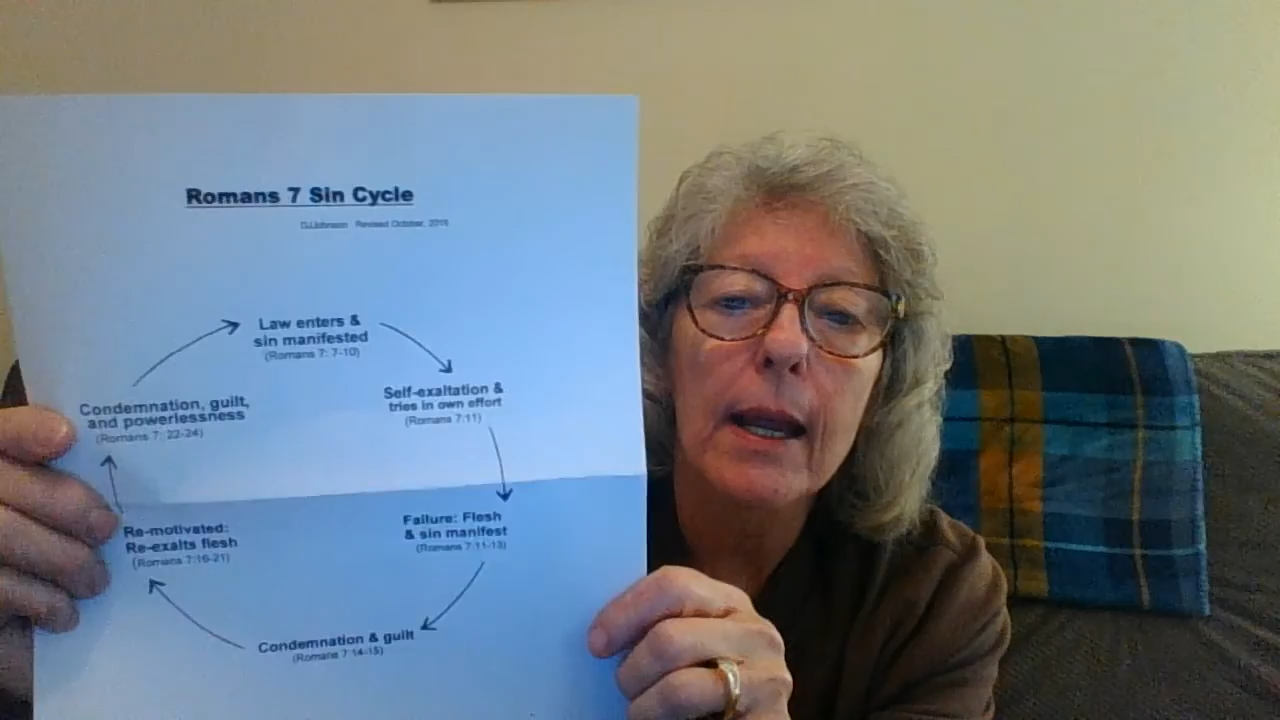 Romans 7 Sin Cycle
DJJohnson Revised October, 2016
Law enters &
sin manifested
(Romans 7: 7-10)
Self-exaltation &
tries in own effort
(Romans 7:11)
Failure: Flesh
& sin manifest
(Romans 7:11-13)
Condemnation & guilt
(Romans 7:14-15)
Re-motivated:
Re-exalts flesh
(Romans 7:16-21)
Condemnation, guilt,
and powerlessness
(Romans 7: 22-24)